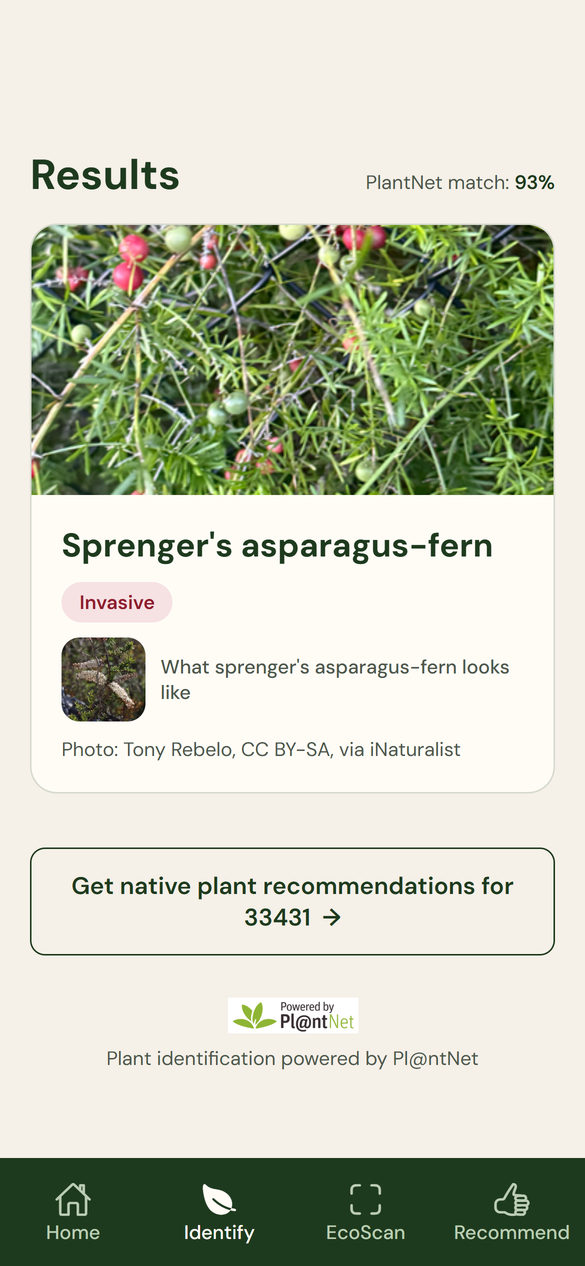 Results
PlantNet match: 93%
Sprenger's asparagus-fern
Invasive
What sprenger's asparagus-fern looks
like
Photo: Tony Rebelo, CC BY-SA, via iNaturalist
Get native plant recommendations for
33431 →
Powered by
Pl@ntNet
Plant identification powered by Pl@ntNet
Home
Identify
EcoScan
Recommend